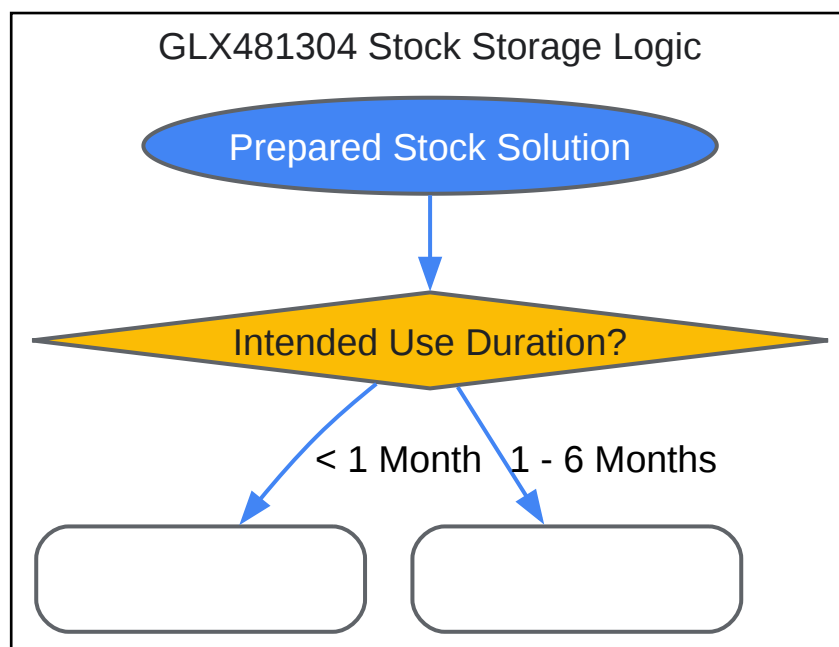 GLX481304 Stock Storage Logic
Prepared Stock Solution
Intended Use Duration?
< 1 Month
1 - 6 Months